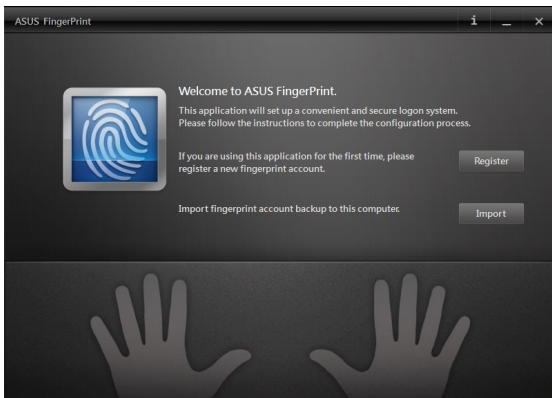 ASUS FingerPrint
i
Welcome to ASUS FingerPrint.
This application will set up a convenient and secure logon system.
Please follow the instructions to complete the configuration process.
If you are using this application for the first time, please
register a new fingerprint account.
Register
Import fingerprint account backup to this computer.
Import